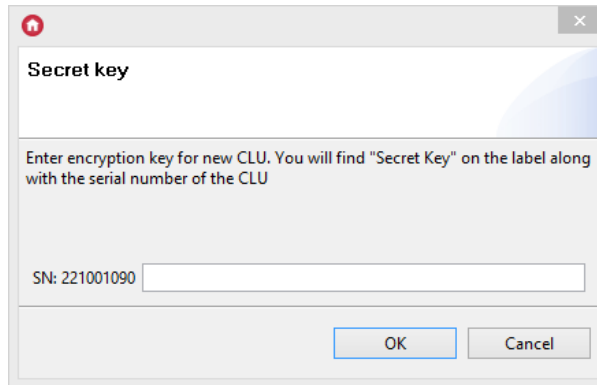 Secret key
Enter encryption key for new CLU. You will find "Secret Key" on the label along
with the serial number of the CLU
SN: 221001090
OK Cancel